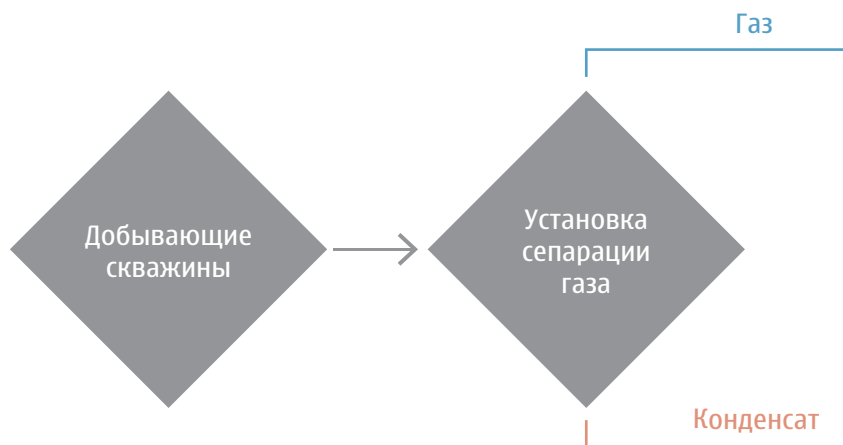 Газ
Добывающие
скважины
Установка
сепарации
газа
Конденсат